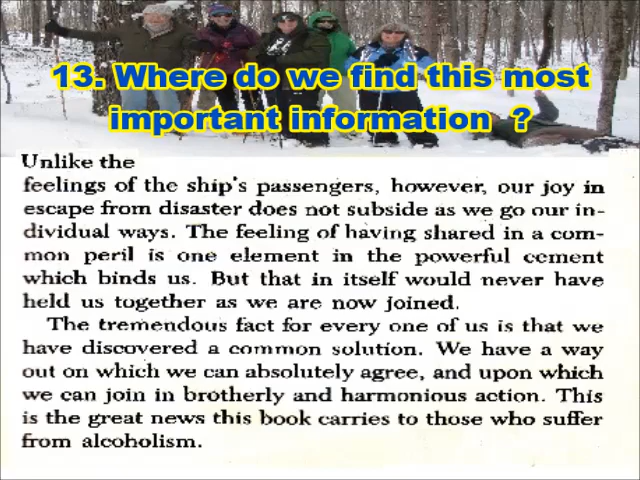 13. Where do we find this most
important information ?
Unlike the
feelings of the ship's passengers, however, our joy in
escape from disaster does not subside as we go our in-
dividual ways. The feeling of having shared in a com-
mon peril is one element in the powerful cement
which binds us. But that in itself would never have
held us together as we are now joined.
The tremendous fact for every one of us is that we
have discovered a common solution. We have a way
out on which we can absolutely agree, and upon which
we can join in brotherly and harmonious action. This
is the great news this book carries to those who suffer
from alcoholism.